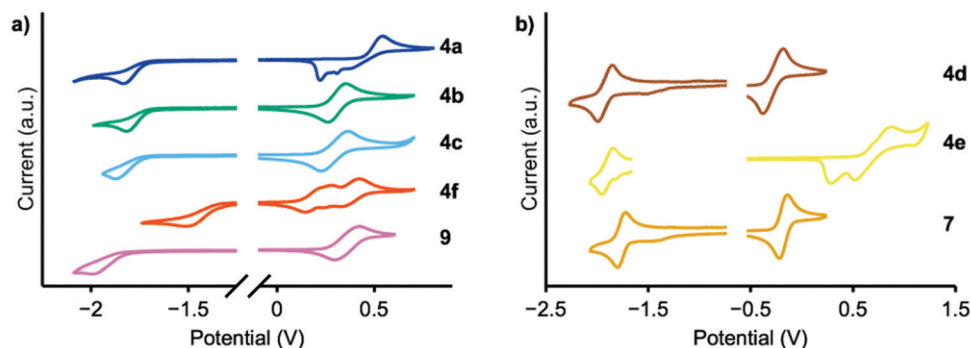 a)
4a
4b
4c
4f
9
Current (a.u.)
−2
−1.5
0
0.5
Potential (V)
b)
4d
4e
7
Current (a.u.)
−2.5
−1.5
−0.5
0.5
1.5
Potential (V)